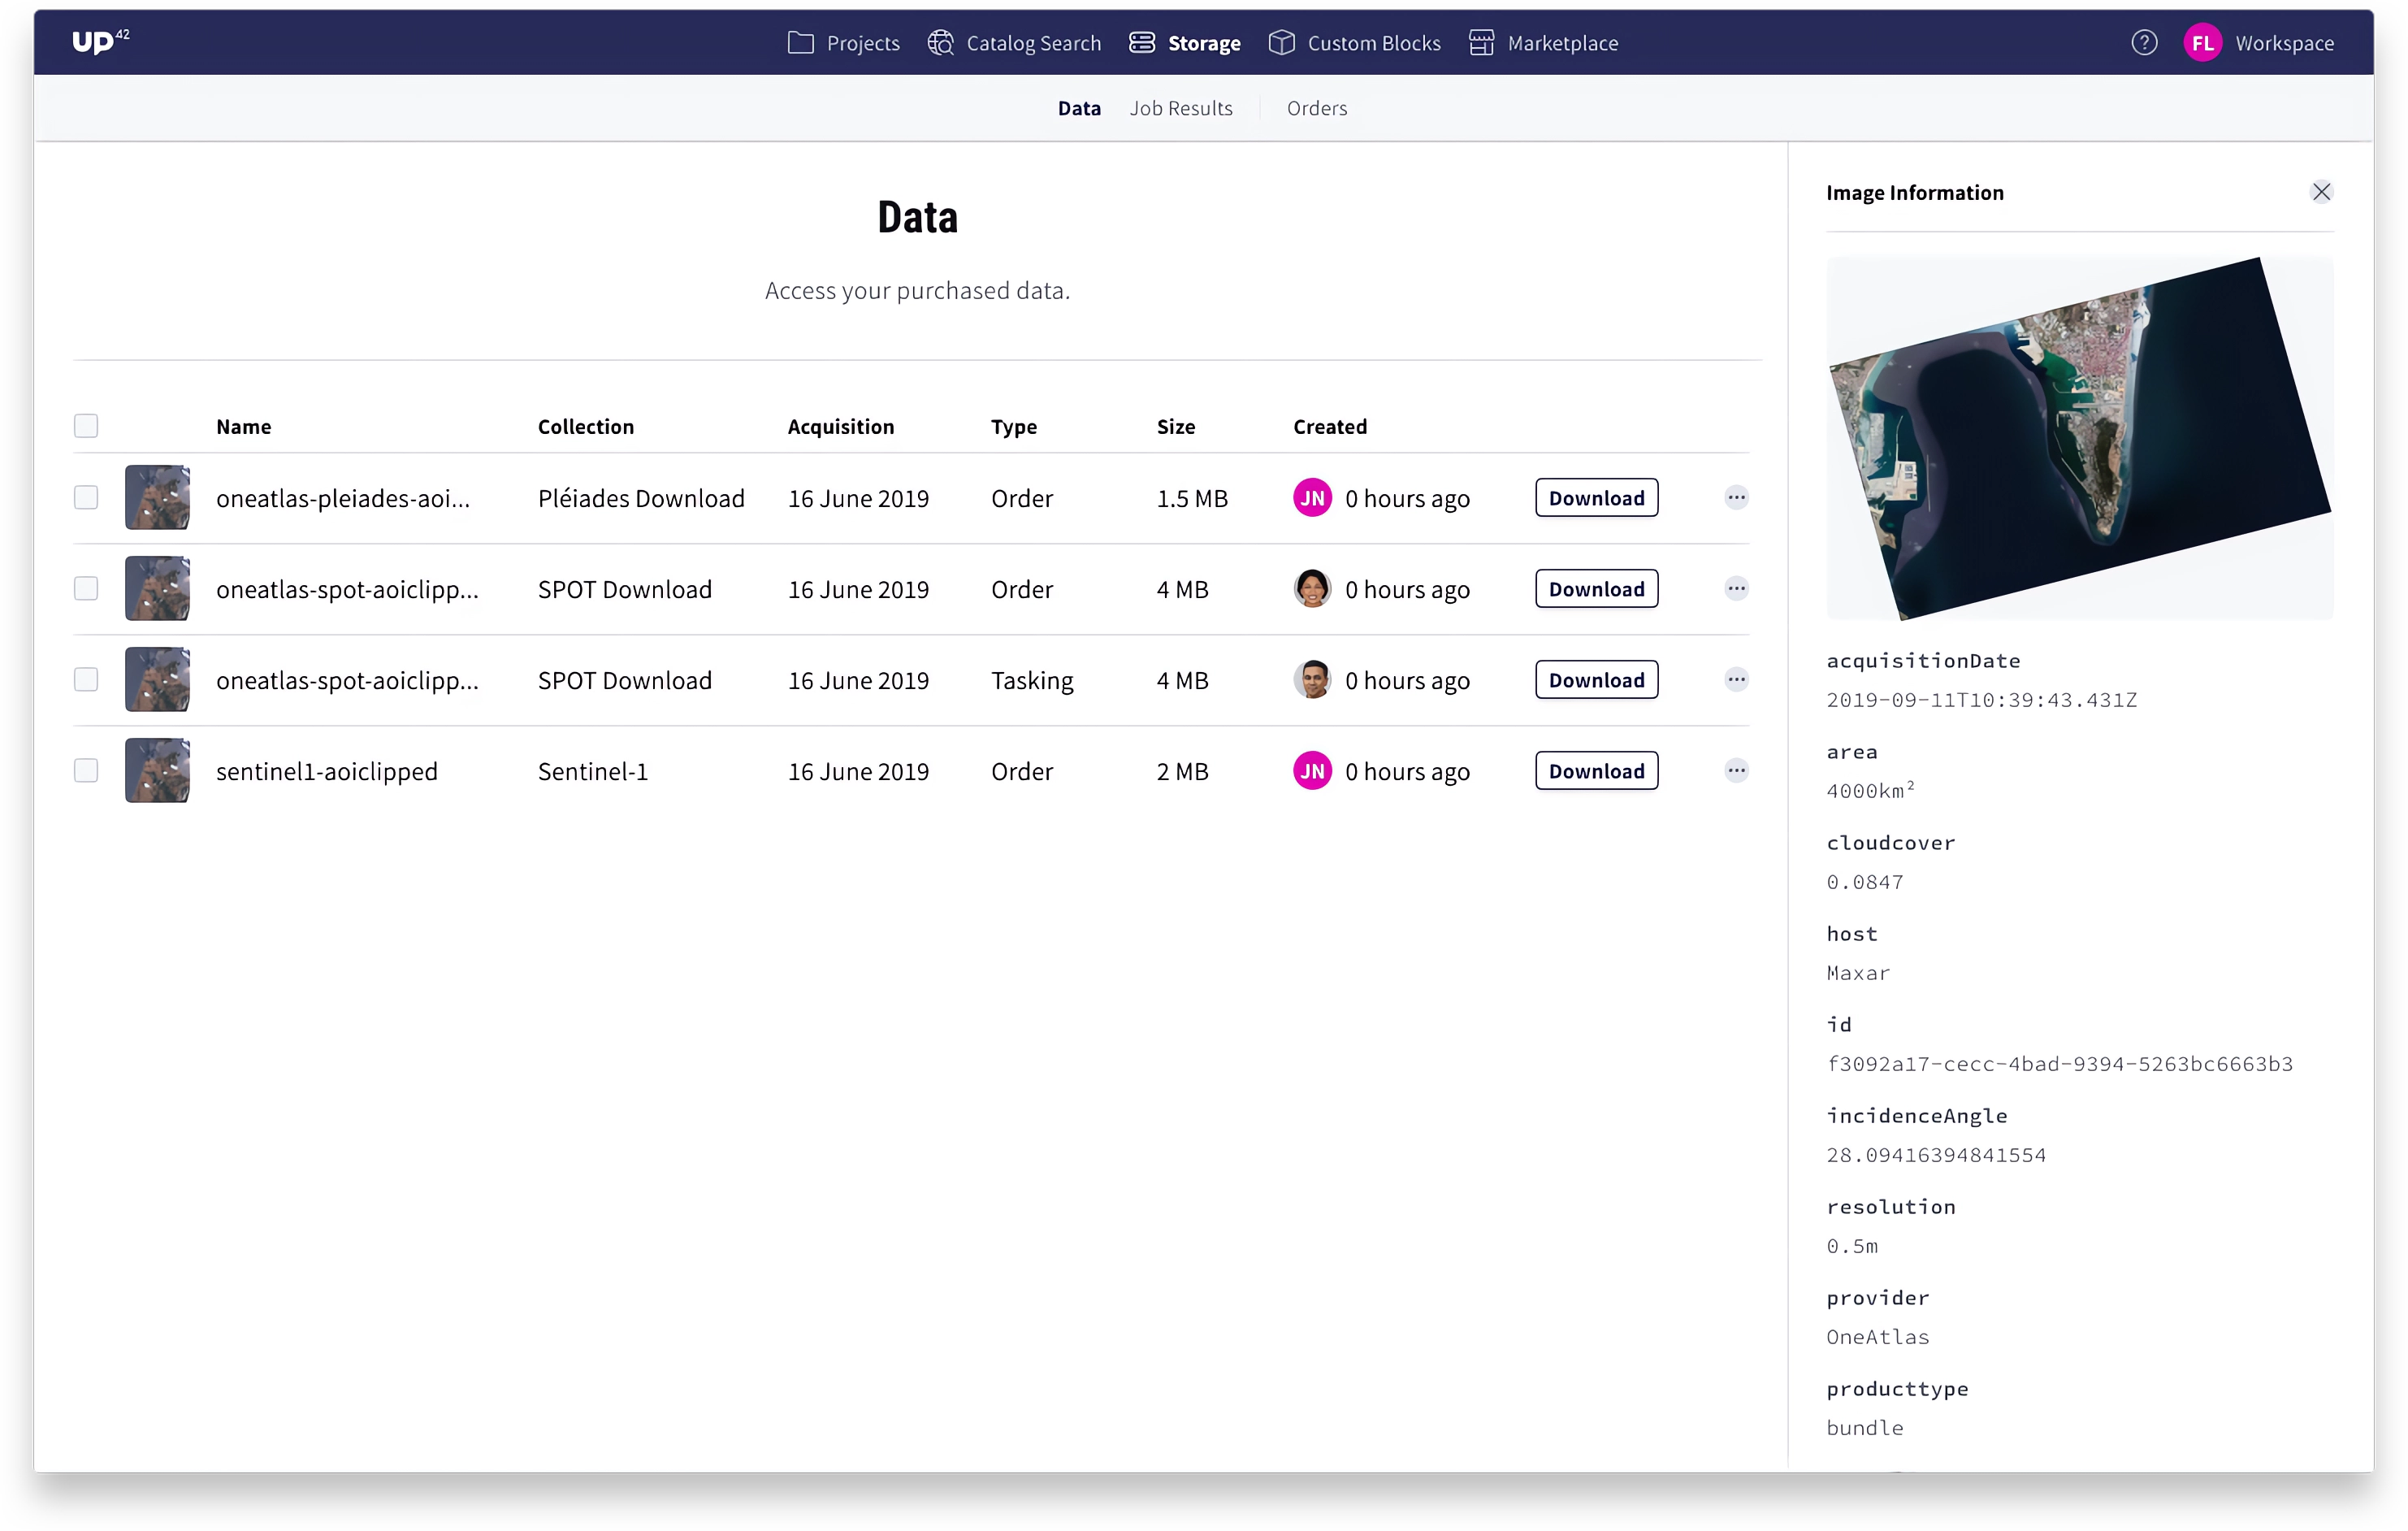 UP42
Projects Catalog Search Storage Custom Blocks Marketplace
? FL Workspace
Data Job Results Orders
Data
Access your purchased data.
Name Collection Acquisition Type Size Created
oneatlas-pleiades-aoi... Pléiades Download 16 June 2019 Order 1.5 MB JN 0 hours ago Download
oneatlas-spot-aoiclipp... SPOT Download 16 June 2019 Order 4 MB 0 hours ago Download
oneatlas-spot-aoiclipp... SPOT Download 16 June 2019 Tasking 4 MB 0 hours ago Download
sentinel1-aoiclipped Sentinel-1 16 June 2019 Order 2 MB JN 0 hours ago Download
Image Information
acquisitionDate
2019-09-11T10:39:43.431Z
area
4000km²
cloudcover
0.0847
host
Maxar
id
f3092a17-cecc-4bad-9394-5263bc6663b3
incidenceAngle
28.09416394841554
resolution
0.5m
provider
OneAtlas
producttype
bundle